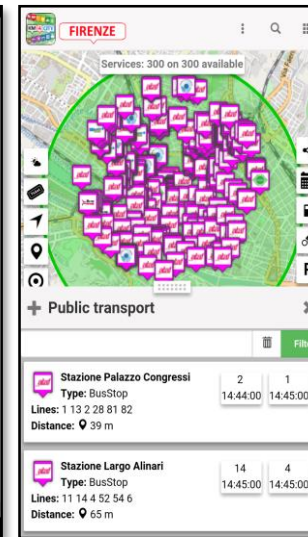 FIRENZE
Services: 300 on 300 available
Public transport
Filte
Stazione Palazzo Congressi
Type: BusStop
Lines: 1 13 2 28 81 82
Distance: 39 m
2
14:44:00
1
14:45:00
Stazione Largo Alinari
Type: BusStop
Lines: 11 14 4 52 54 6
Distance: 65 m
14
14:45:00
4
14:45:00